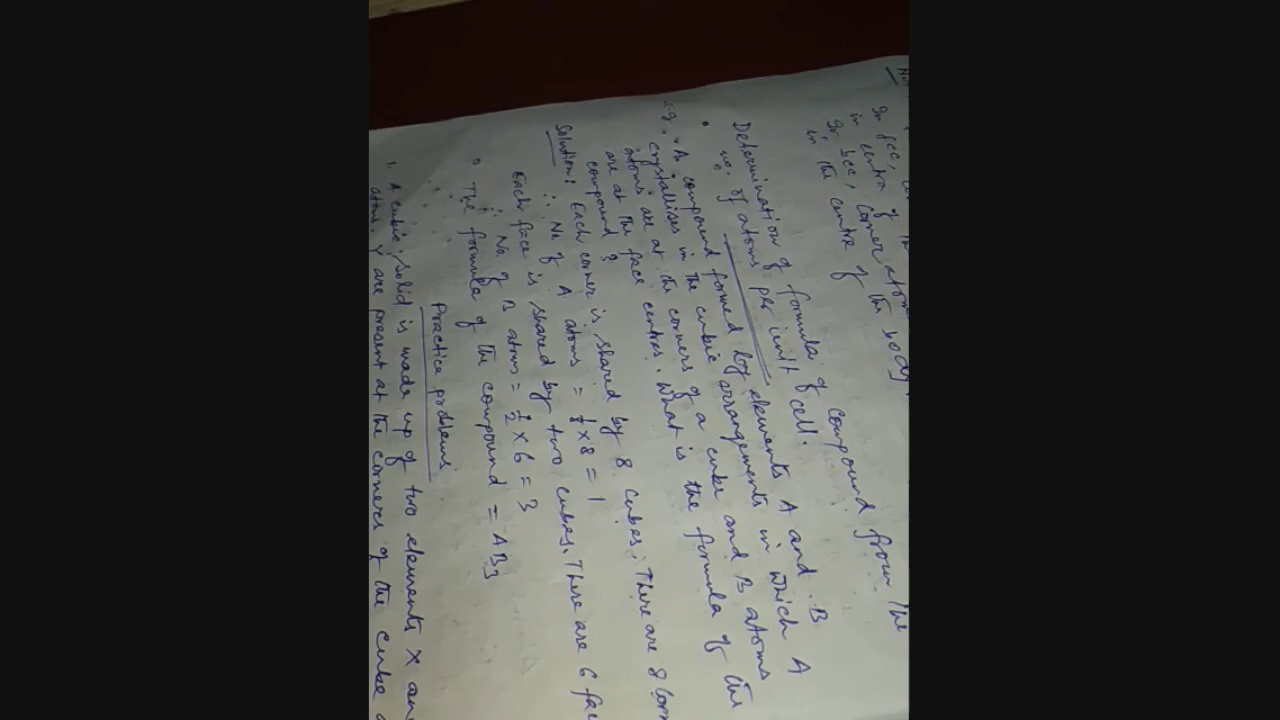 Note
In fcc, corner
in centre of
In bcc, corner atom
in the centre of the body
Determination of formula of compound from the
no. of atoms per unit cell.
e.g. A compound formed by elements A and B
crystallises in the cubic arrangements in which A
atoms are at the corners of a cube and B atoms
are at the face centres. What is the formula of the
compound?
Solution: Each corner is shared by 8 cubes, There are 8 corn
∴ No. of A atoms = 1/8 × 8 = 1
Each face is shared by two cubes. There are 6 fac
∴ No. of B atoms = 1/2 × 6 = 3
The formula of the compound = AB3
Practice problems
1. A cubic solid is made up of two elements X an
atoms Y are present at the corners of the cube